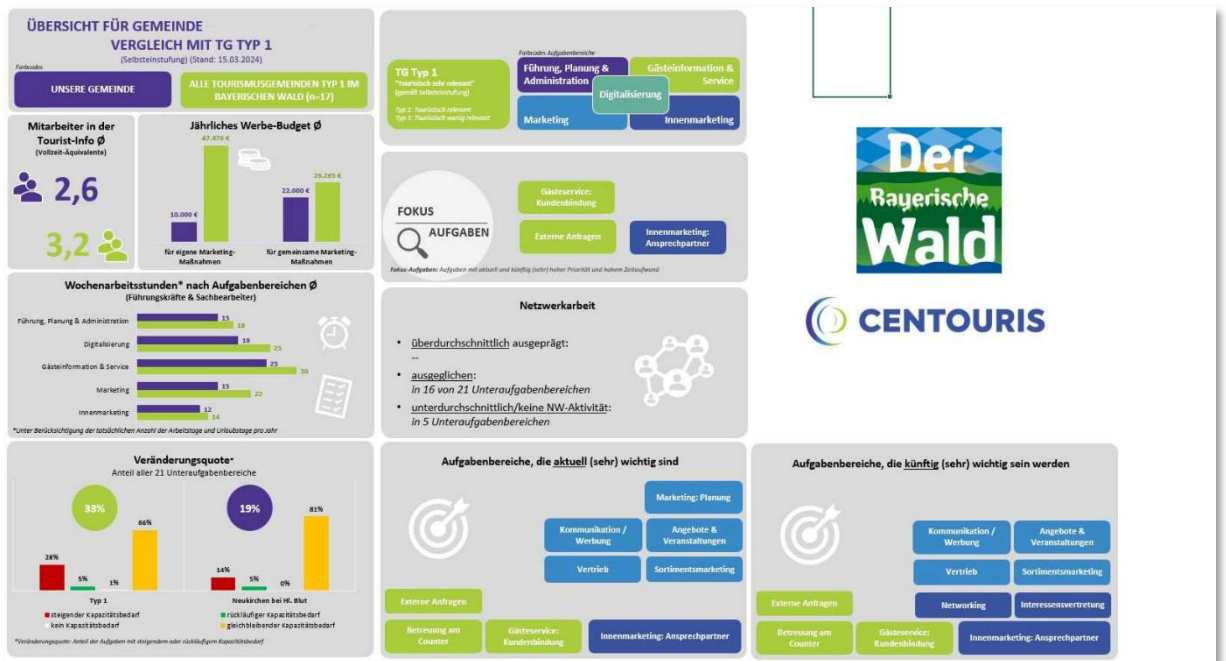 ÜBERSICHT FÜR GEMEINDE
VERGLEICH MIT TG TYP 1
(Selbsteinstufung) (Stand: 15.03.2024)
Farbcodes
UNSERE GEMEINDE
ALLE TOURISMUSGEMEINDEN TYP 1 IM
BAYERISCHEN WALD (n=17)
Mitarbeiter in der
Tourist-Info Ø
(Vollzeit-Äquivalente)
2,6
3,2
Jährliches Werbe-Budget Ø
47.476 €
10.000 €
22.000 €
29.265 €
für eigene Marketing-
Maßnahmen
für gemeinsame Marketing-
Maßnahmen
Wochenarbeitsstunden* nach Aufgabenbereichen Ø
(Führungskräfte & Sachbearbeiter)
Führung, Planung & Administration
15
18
Digitalisierung
19
25
Gästeinformation & Service
25
30
Marketing
15
22
Innenmarketing
12
14
*Unter Berücksichtigung der tatsächlichen Anzahl der Arbeitstage und Urlaubstage pro Jahr
Veränderungsquote*
Anteil aller 21 Unteraufgabenbereiche
33%
28%
5%
1%
66%
Typ 1
19%
14%
5%
0%
81%
Neukirchen bei Hl. Blut
steigender Kapazitätsbedarf
rückläufiger Kapazitätsbedarf
kein Kapazitätsbedarf
gleichbleibender Kapazitätsbedarf
*Veränderungsquote: Anteil der Aufgaben mit steigendem oder rückläufigem Kapazitätsbedarf
TG Typ 1
"Touristisch sehr relevant"
(gemäß Selbsteinstufung)
Typ 2: Touristisch relevant
Typ 3: Touristisch wenig relevant
Farbcodes Aufgabenbereiche
Führung, Planung &
Administration
Gästeinformation &
Service
Digitalisierung
Marketing
Innenmarketing
FOKUS
AUFGABEN
Gästeservice:
Kundenbindung
Externe Anfragen
Innenmarketing:
Ansprechpartner
Fokus-Aufgaben: Aufgaben mit aktuell und künftig (sehr) hoher Priorität und hohem Zeitaufwand
Netzwerkarbeit
• überdurchschnittlich ausgeprägt:
--
• ausgeglichen:
in 16 von 21 Unteraufgabenbereichen
• unterdurchschnittlich/keine NW-Aktivität:
in 5 Unteraufgabenbereichen
Aufgabenbereiche, die aktuell (sehr) wichtig sind
Marketing: Planung
Kommunikation /
Werbung
Angebote &
Veranstaltungen
Vertrieb
Sortimentsmarketing
Externe Anfragen
Betreuung am
Counter
Gästeservice:
Kundenbindung
Innenmarketing: Ansprechpartner
Aufgabenbereiche, die künftig (sehr) wichtig sein werden
Kommunikation /
Werbung
Angebote &
Veranstaltungen
Vertrieb
Sortimentsmarketing
Externe Anfragen
Networking
Interessensvertretung
Betreuung am
Counter
Gästeservice:
Kundenbindung
Innenmarketing: Ansprechpartner
Der
Bayerische
Wald
CENTOURIS